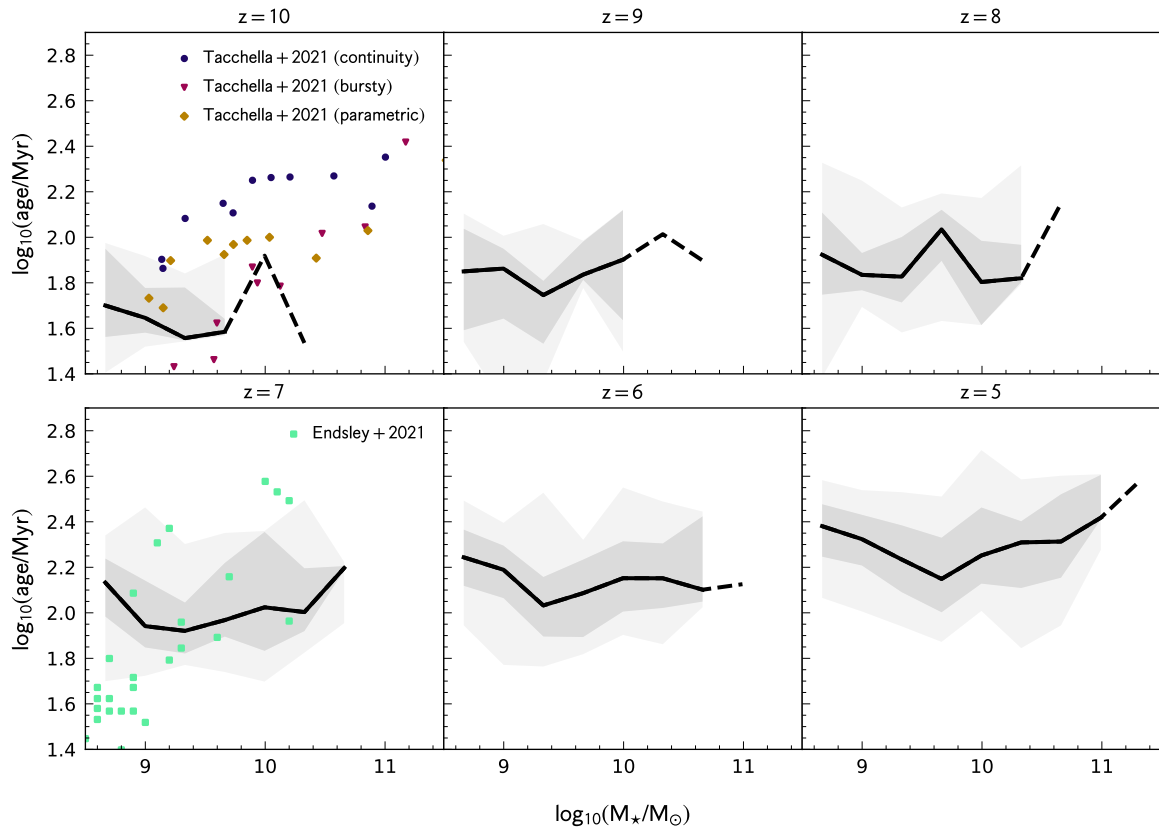 z = 10
z = 9
z = 8
2.8
2.6
2.4
2.2
2.0
1.8
1.6
1.4
log₁₀(age/Myr)
Tacchella + 2021 (continuity)
Tacchella + 2021 (bursty)
Tacchella + 2021 (parametric)
z = 7
z = 6
z = 5
2.8
2.6
2.4
2.2
2.0
1.8
1.6
1.4
log₁₀(age/Myr)
Endsley + 2021
9 10 11
9 10 11
9 10 11
log₁₀(M⋆/M⊙)